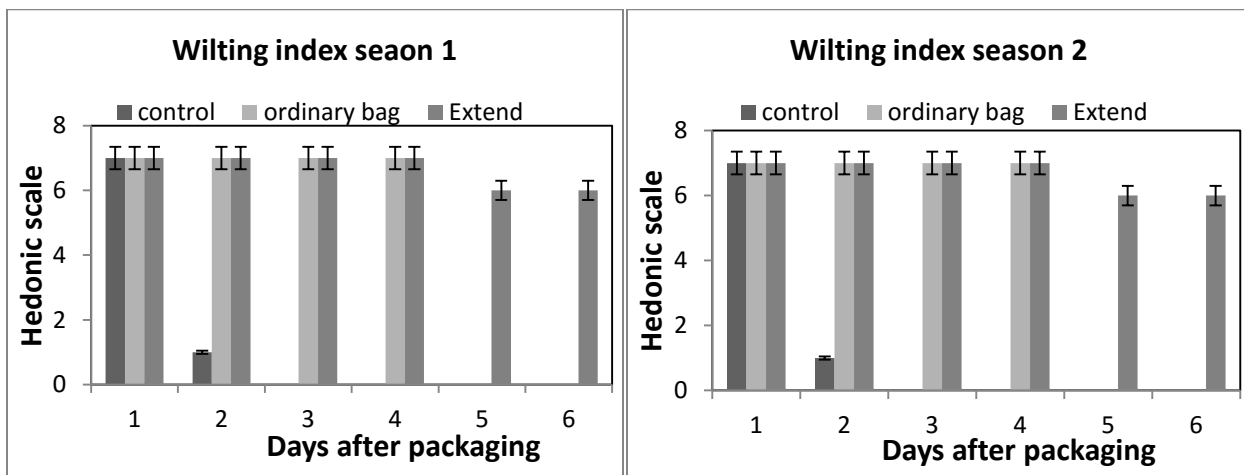 Wilting index seaon 1
control ordinary bag Extend
8
6
4
2
0
Hedonic scale
1 2 3 4 5 6
Days after packaging
Wilting index season 2
control ordinary bag Extend
8
6
4
2
0
Hedonic scale
1 2 3 4 5 6
Days after packaging